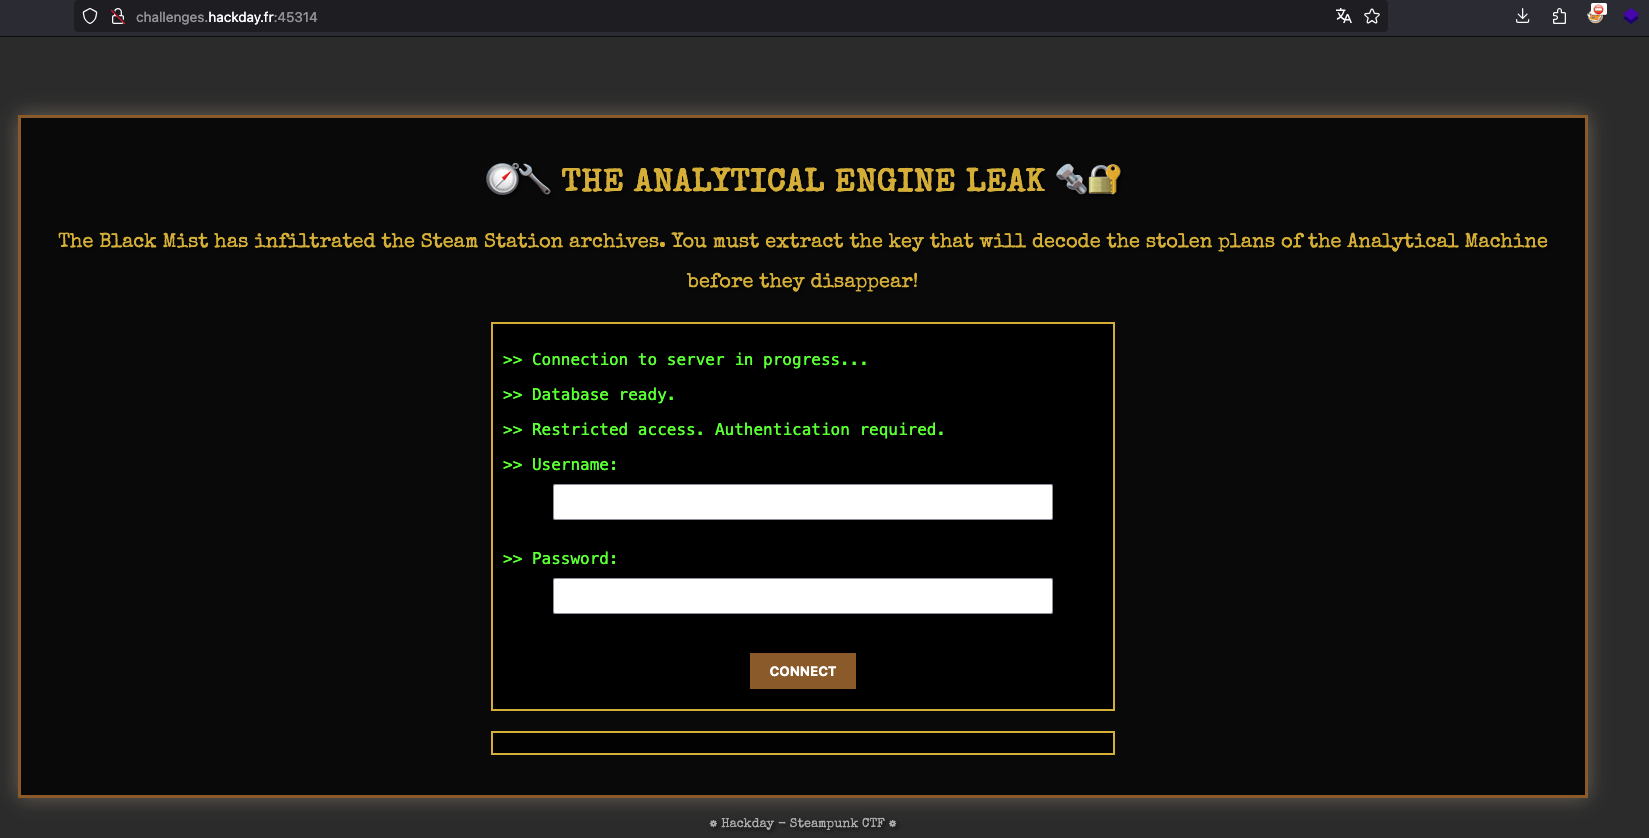 challenges.hackday.fr:45314
THE ANALYTICAL ENGINE LEAK
The Black Mist has infiltrated the Steam Station archives. You must extract the key that will decode the stolen plans of the Analytical Machine
before they disappear!
>> Connection to server in progress...
>> Database ready.
>> Restricted access. Authentication required.
>> Username:
>> Password:
CONNECT
Hackday - Steampunk CTF